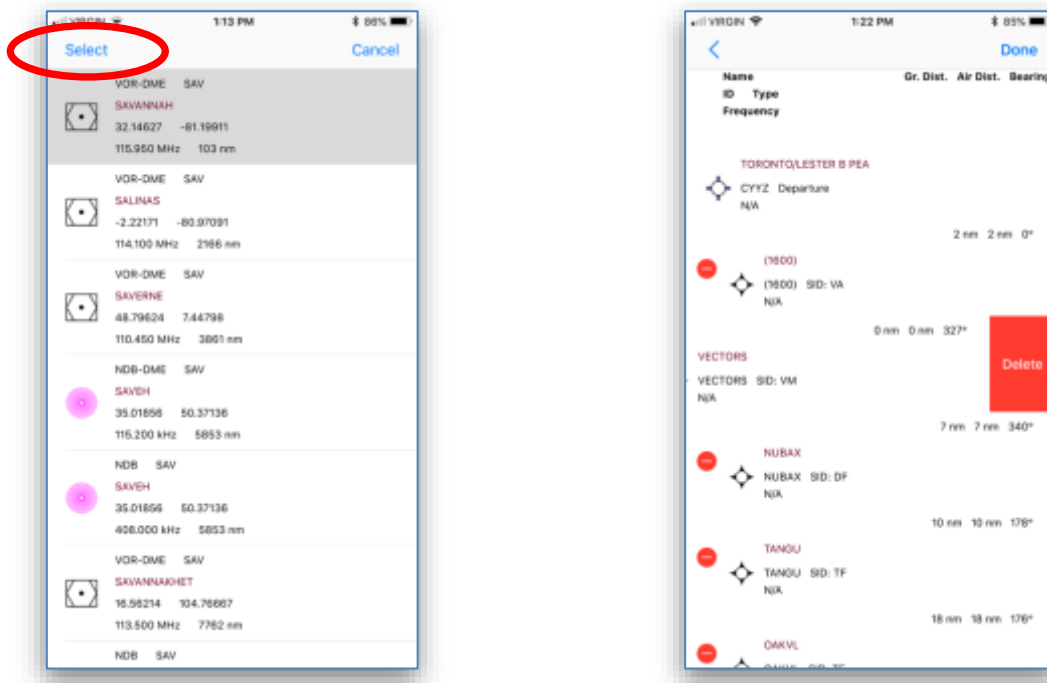 VIRGIN 1:13 PM 86%
Select Cancel
VOR-DME SAV
SAVANNAH
32.14627 -81.19911
115.950 MHz 103 nm
VOR-DME SAV
SALINAS
-2.22171 -80.97091
114.100 MHz 2166 nm
VOR-DME SAV
SAVERNE
48.79624 7.44798
110.450 MHz 3861 nm
NDB-DME SAV
SAVEH
35.01856 50.37136
115.200 kHz 5853 nm
NDB SAV
SAVEH
35.01856 50.37136
408.000 kHz 5853 nm
VOR-DME SAV
SAVANNAKHET
16.56214 104.76667
113.500 MHz 7762 nm
NDB SAV
VIRGIN 1:22 PM 85%
Done
Name Gr. Dist. Air Dist. Bearing
ID Type
Frequency
TORONTO/LESTER B PEA
CYYZ Departure
N/A
2 nm 2 nm 0°
(1600)
(1600) SID: VA
N/A
0 nm 0 nm 327°
VECTORS
VECTORS SID: VM
N/A
Delete
7 nm 7 nm 340°
NUBAX
NUBAX SID: DF
N/A
10 nm 10 nm 178°
TANGU
TANGU SID: TF
N/A
18 nm 18 nm 176°
OAKVL
OAKVL SID: TF